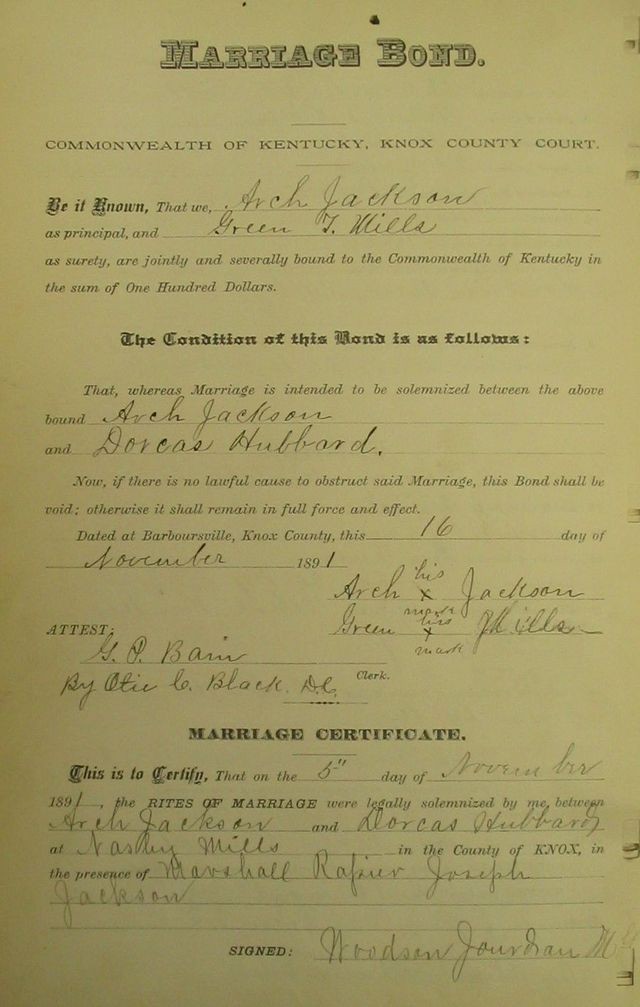 MARRIAGE BOND.
COMMONWEALTH OF KENTUCKY, KNOX COUNTY COURT.
Be it Known, That we, Arch Jackson
as principal, and Green T. Mills
as surety, are jointly and severally bound to the Commonwealth of Kentucky in
the sum of One Hundred Dollars.
The Condition of this Bond is as follows:
That, whereas Marriage is intended to be solemnized between the above
bound Arch Jackson
and Dorcas Hubbard.
Now, if there is no lawful cause to obstruct said Marriage, this Bond shall be
void; otherwise it shall remain in full force and effect.
Dated at Barboursville, Knox County, this 16 day of
November 1891
his
Arch x Jackson
mark
his
ATTEST: Green x Mills
mark
G. P. Bain
By Otie C. Black. D.C. Clerk.
MARRIAGE CERTIFICATE.
This is to Certify, That on the 5" day of November
1891, the RITES OF MARRIAGE were legally solemnized by me, between
Arch Jackson and Dorcas Hubbard
at Mills in the County of KNOX, in
the presence of Marshall Joseph
Jackson
SIGNED: Woodson Jourdan